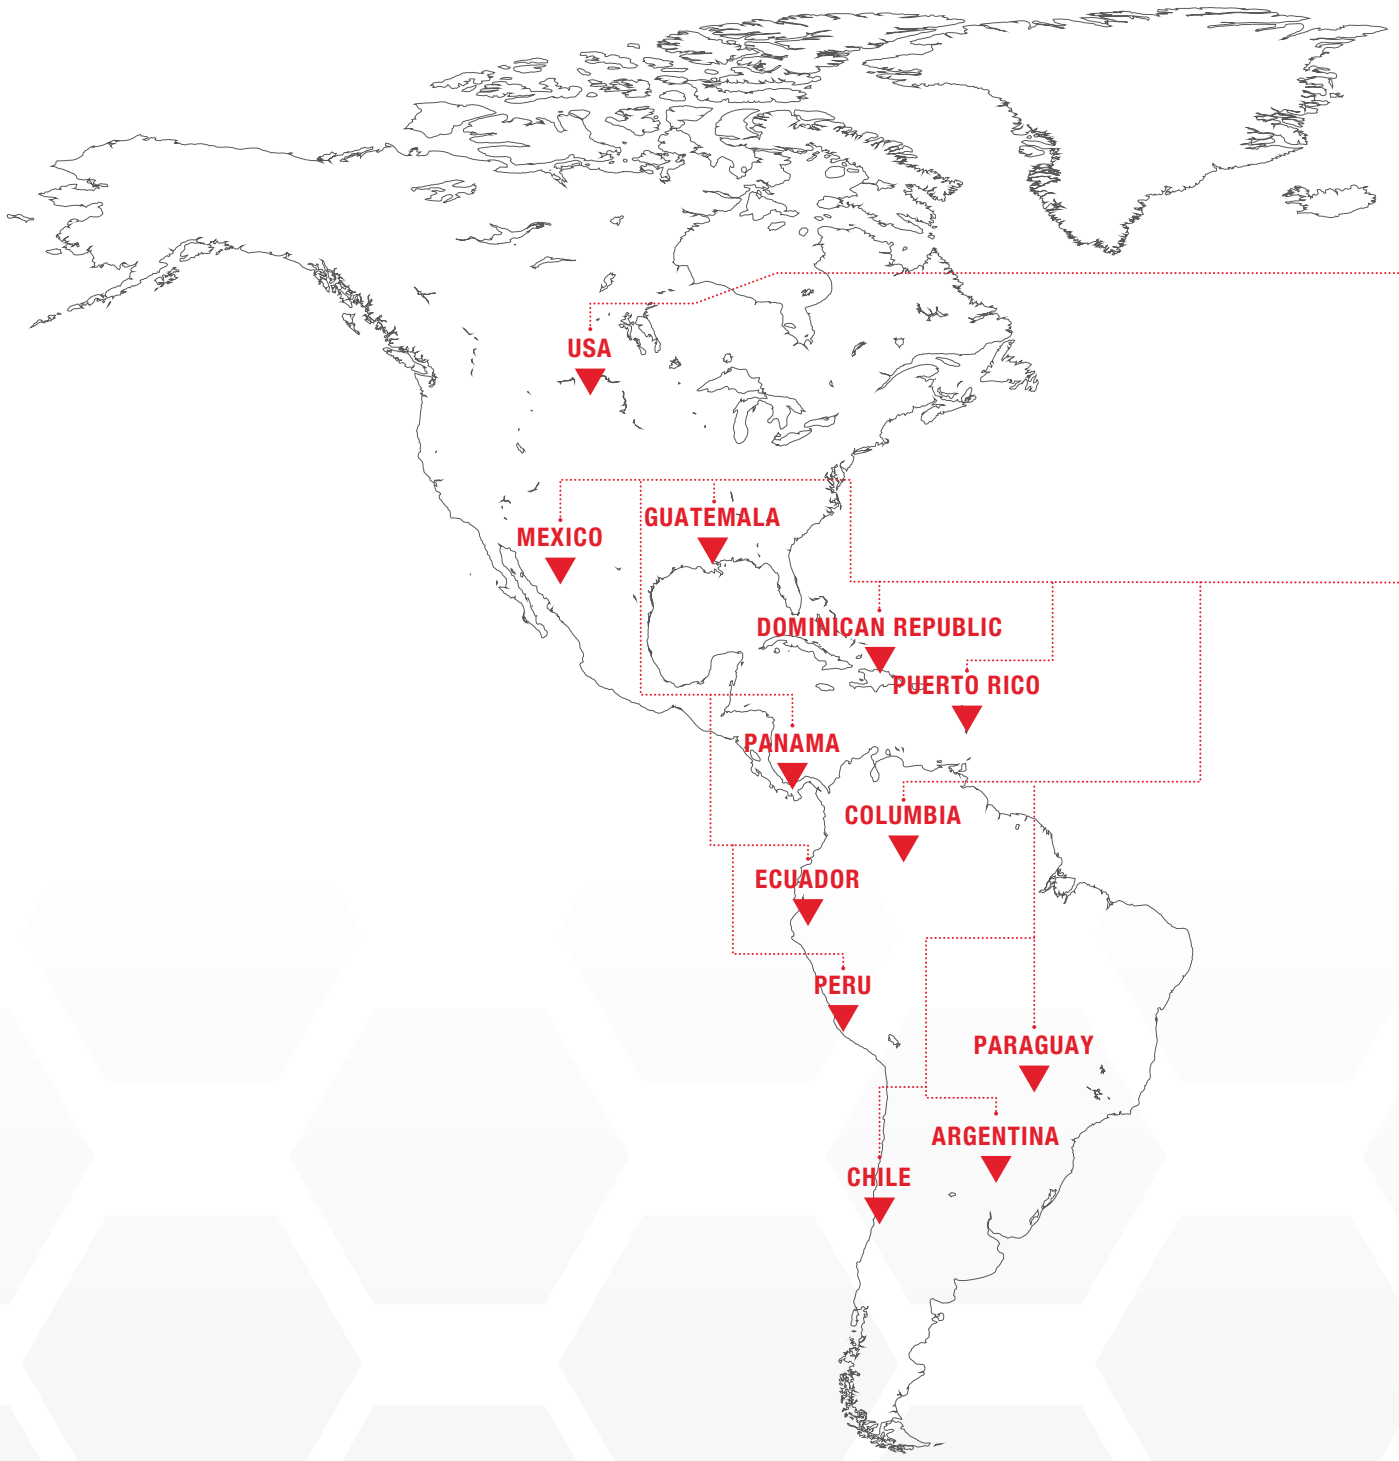 USA
GUATEMALA
MEXICO
DOMINICAN REPUBLIC
PUERTO RICO
PANAMA
COLUMBIA
ECUADOR
PERU
PARAGUAY
ARGENTINA
CHILE